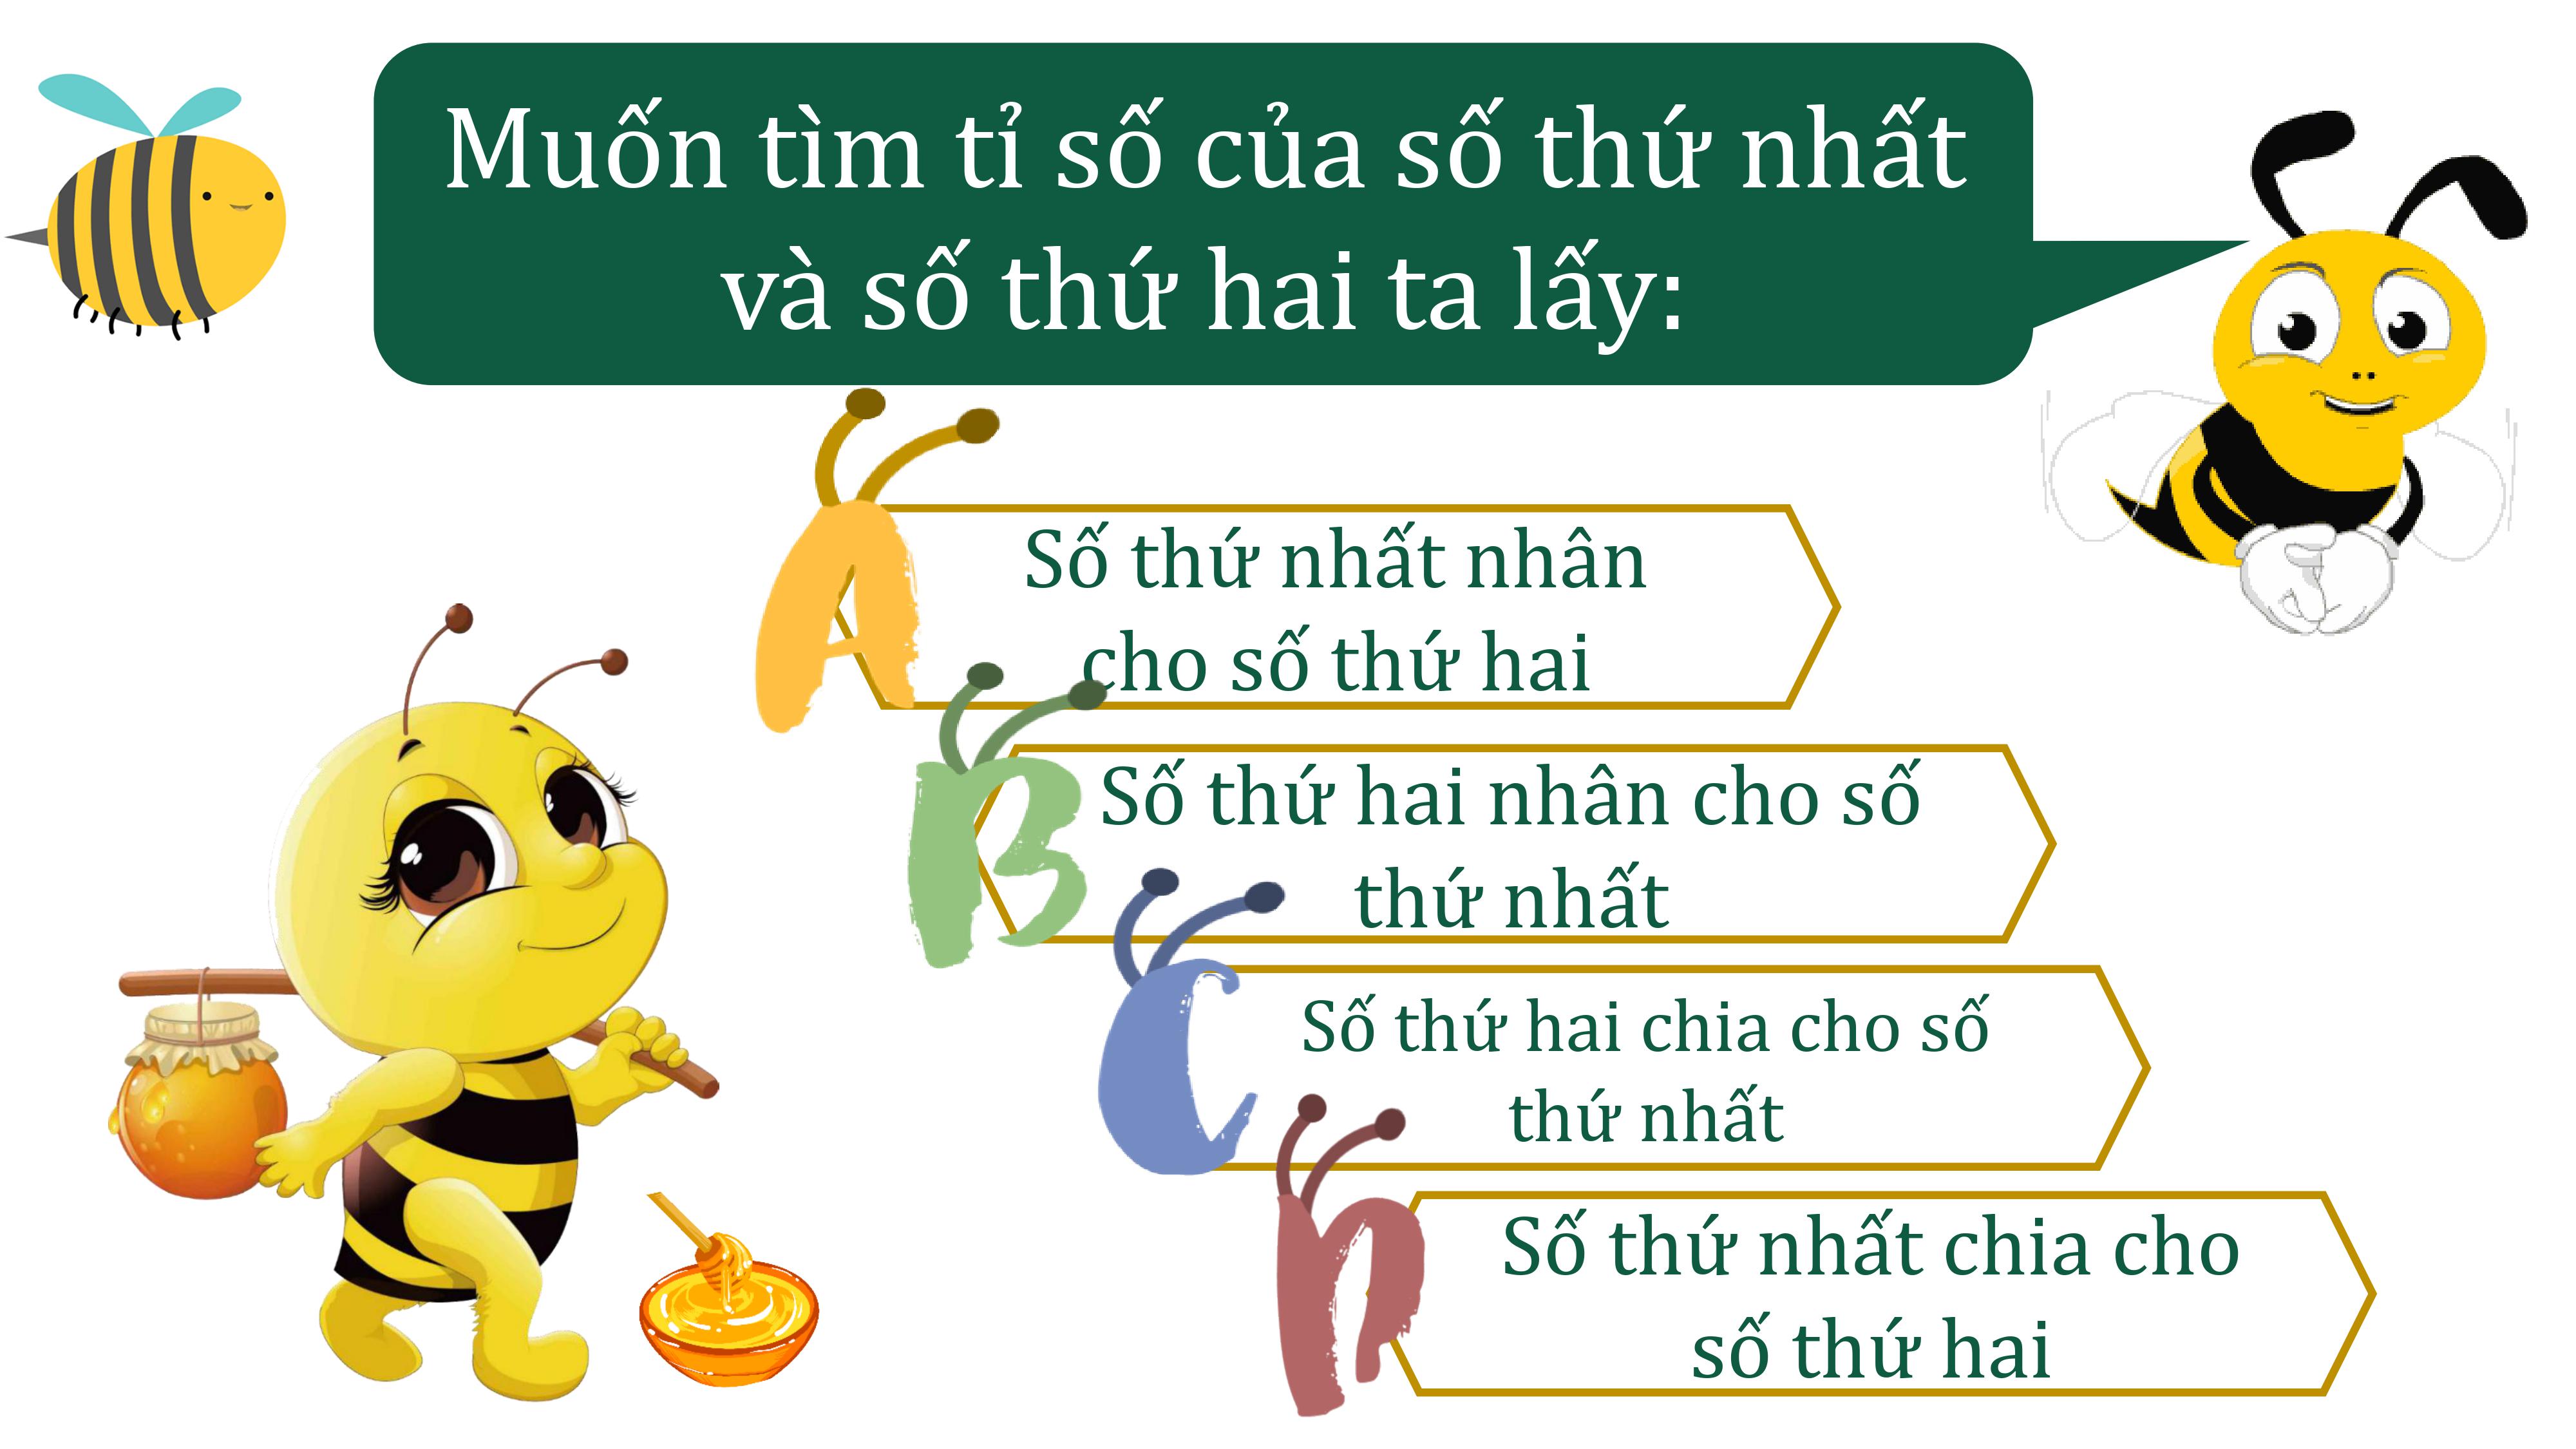 Muốn tìm tỉ số của số thứ nhất
và số thứ hai ta lấy:
A
Số thứ nhất nhân
cho số thứ hai
B
Số thứ hai nhân cho số
thứ nhất
C
Số thứ hai chia cho số
thứ nhất
n
Số thứ nhất chia cho
số thứ hai